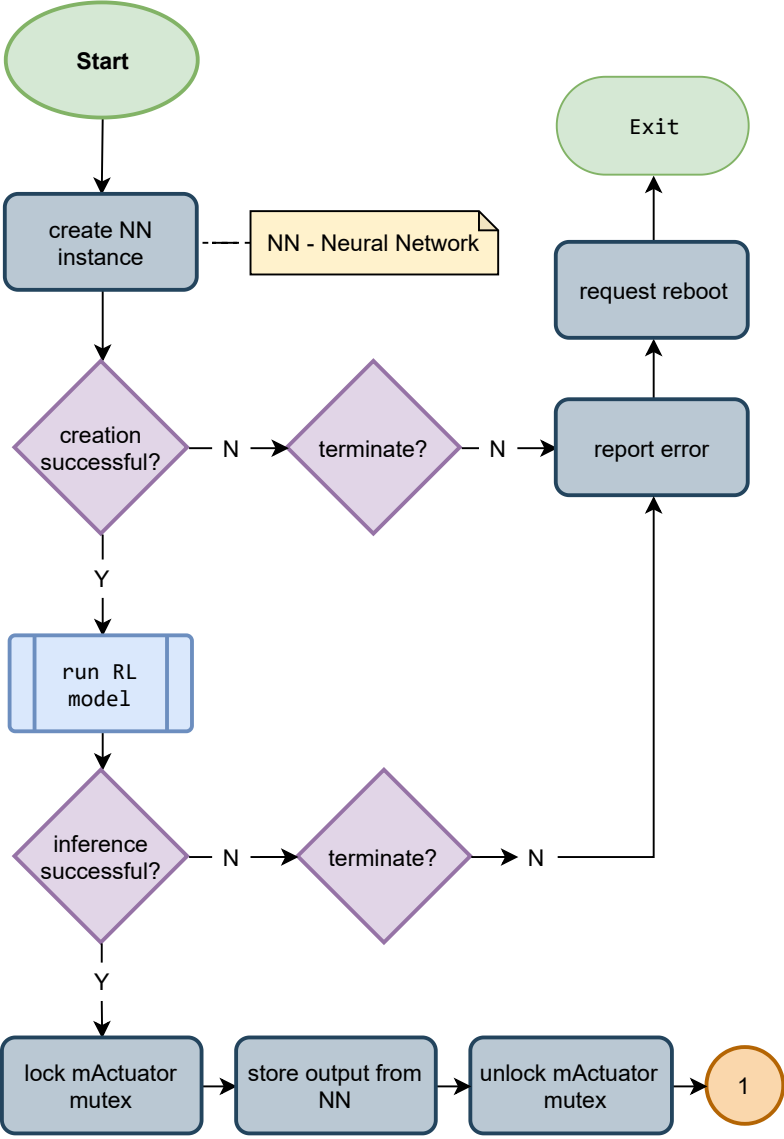 Start
Exit
create NN
instance
NN - Neural Network
request reboot
creation
successful?
N
terminate?
N
report error
Y
run RL
model
inference
successful?
N
terminate?
N
Y
lock mActuator
mutex
store output from
NN
unlock mActuator
mutex
1